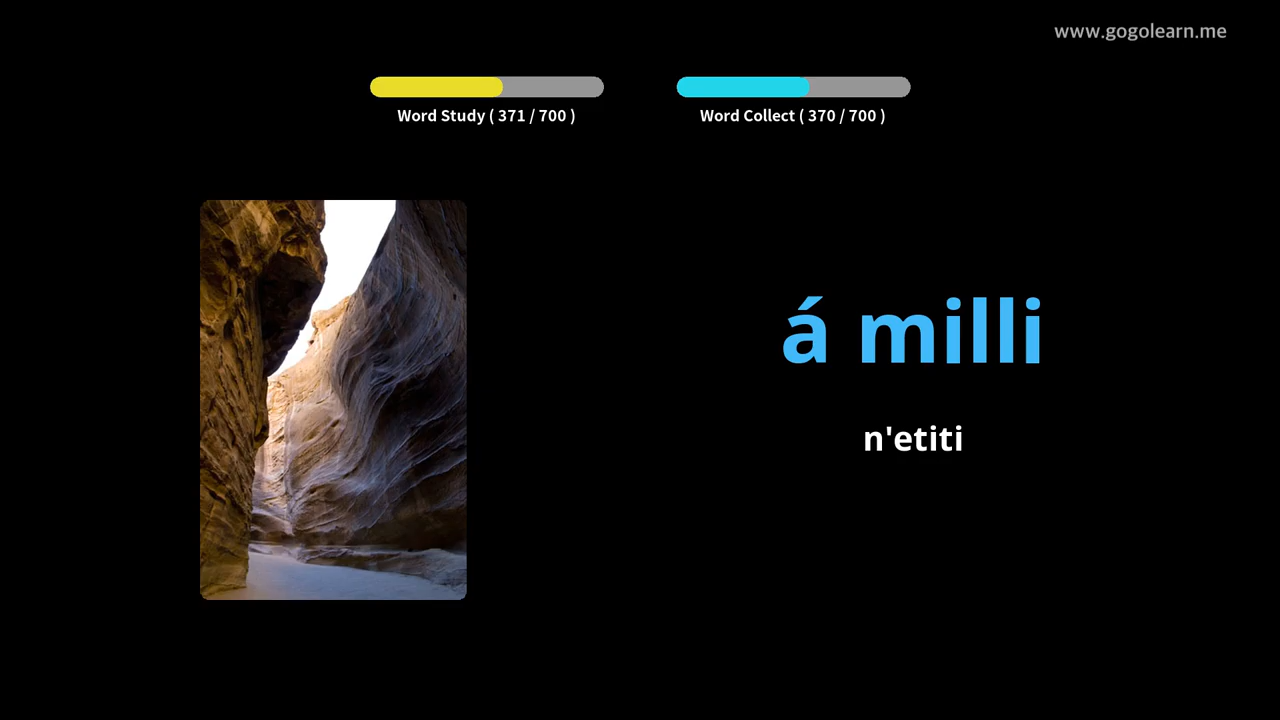 www.gogolearn.me
Word Study ( 371 / 700 )
Word Collect ( 370 / 700 )
á milli
n'etiti